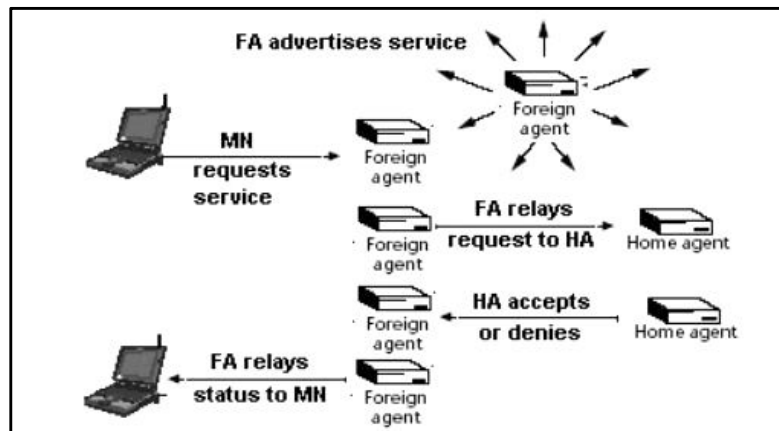 FA advertises service
Foreign
agent
MN
requests
service
Foreign
agent
FA relays
request to HA
Foreign
agent
Home agent
HA accepts
or denies
Foreign
agent
Home agent
FA relays
status to MN
Foreign
agent